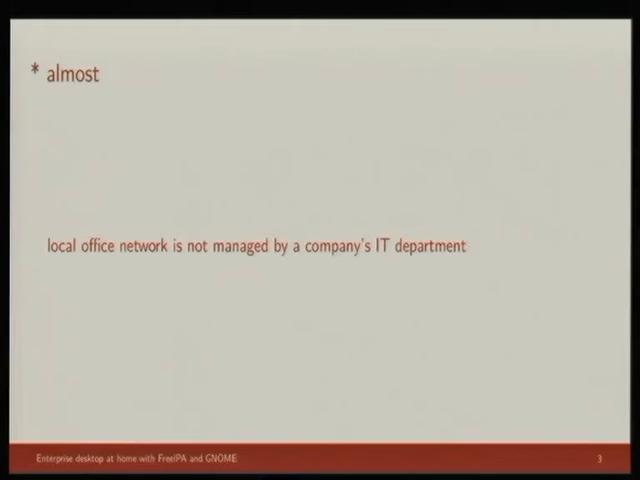 * almost
local office network is not managed by a company's IT department
Enterprise desktop at home with FreeIPA and GNOME
3